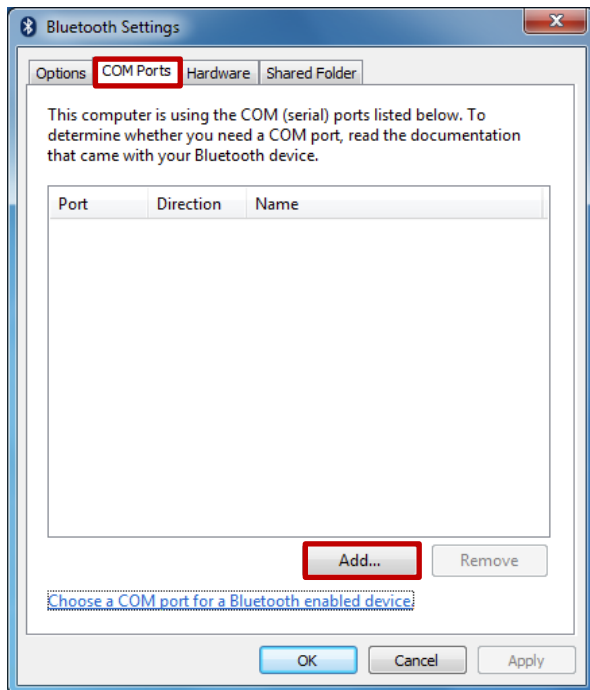 Bluetooth Settings
Options COM Ports Hardware Shared Folder
This computer is using the COM (serial) ports listed below. To
determine whether you need a COM port, read the documentation
that came with your Bluetooth device.
Port Direction Name
Add... Remove
Choose a COM port for a Bluetooth enabled device.
OK Cancel Apply